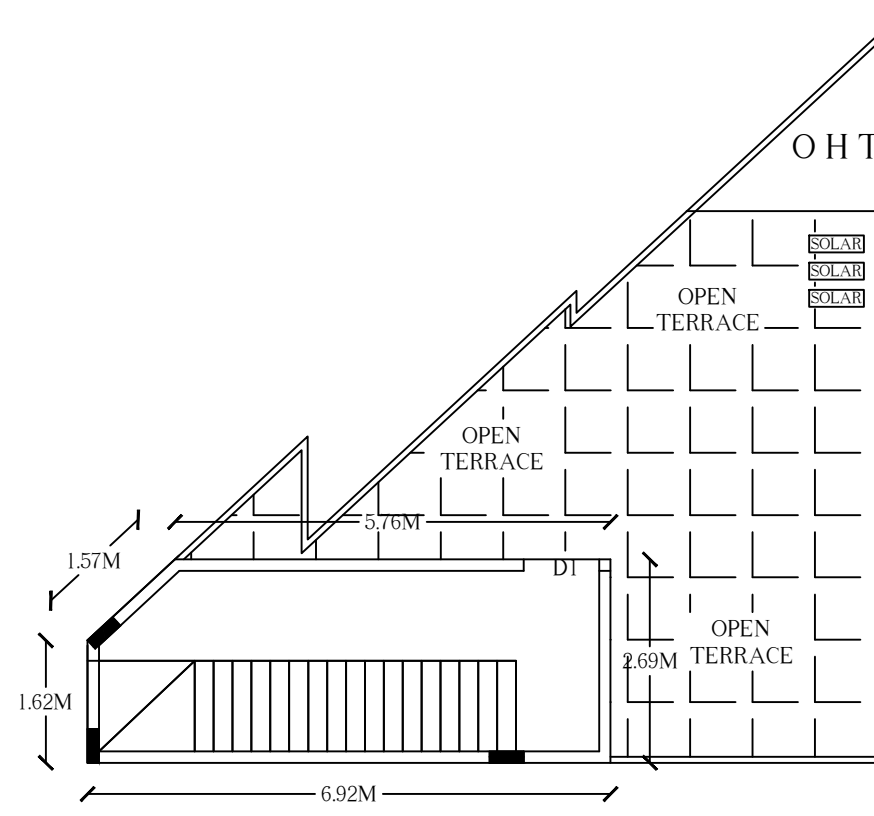 O H T
SOLAR
SOLAR
SOLAR
OPEN
TERRACE
OPEN
TERRACE
5.76M
1.57M
D1
OPEN
TERRACE
2.69M
1.62M
6.92M